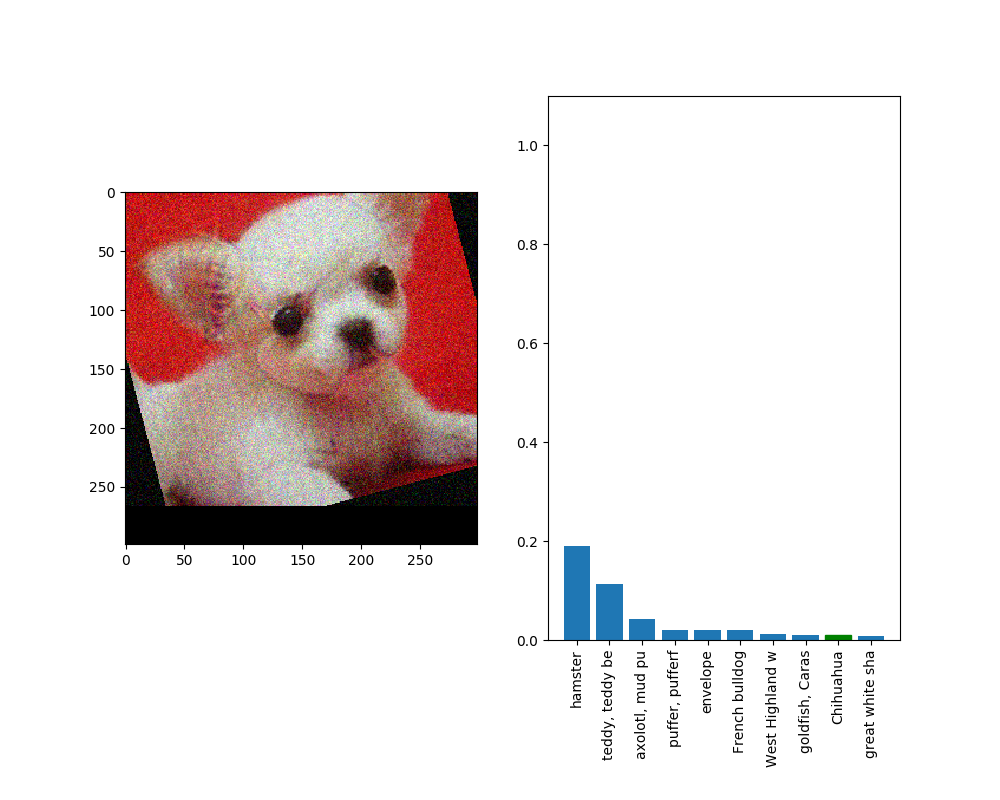 0
50
100
150
200
250
0
50
100
150
200
250
1.0
0.8
0.6
0.4
0.2
0.0
hamster
teddy, teddy be
axolotl, mud pu
puffer, pufferf
envelope
French bulldog
West Highland w
goldfish, Caras
Chihuahua
great white sha